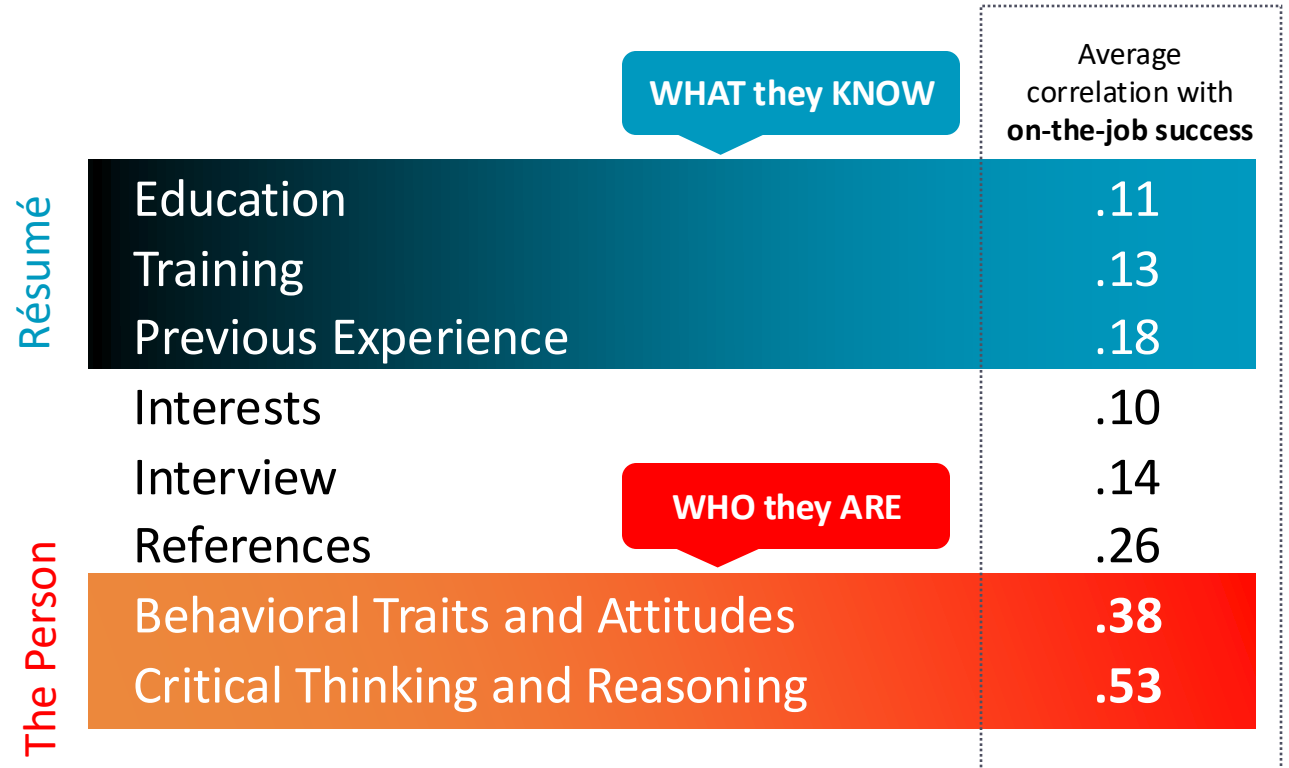 Average
correlation with
on-the-job success
WHAT they KNOW
Résumé
Education .11
Training .13
Previous Experience .18
Interests .10
Interview .14
References .26
WHO they ARE
The Person
Behavioral Traits and Attitudes .38
Critical Thinking and Reasoning .53